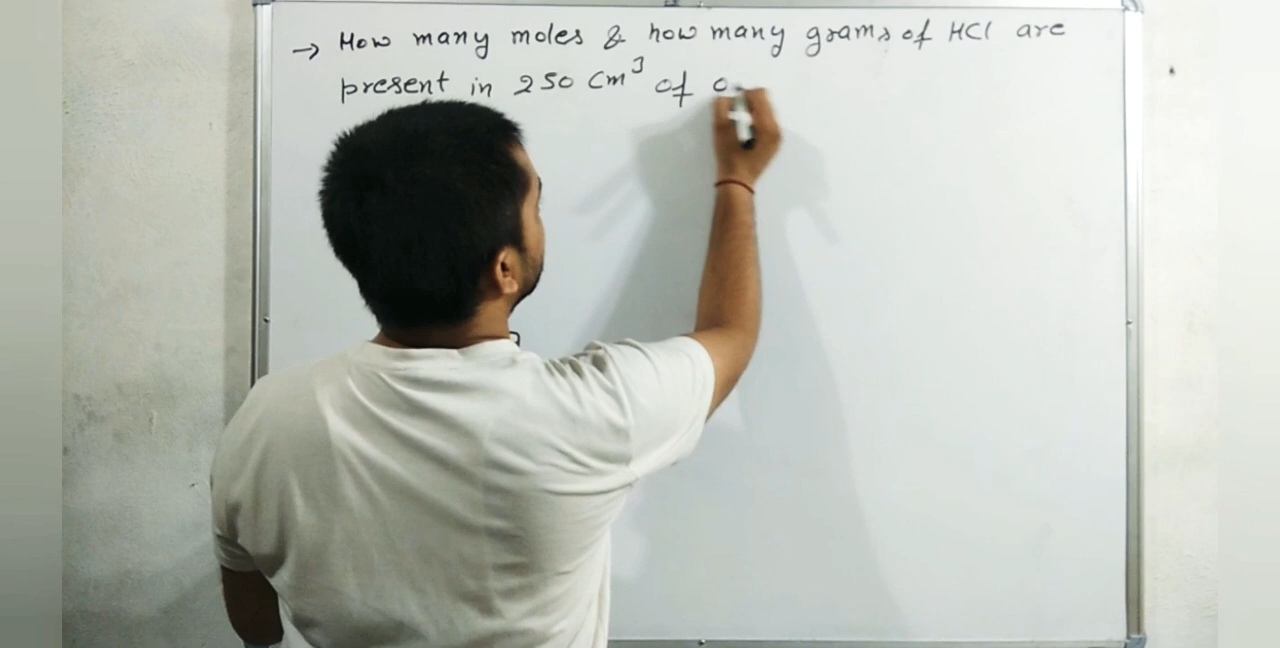 → How many moles & how many grams of HCl are
present in 250 cm³ of 0.